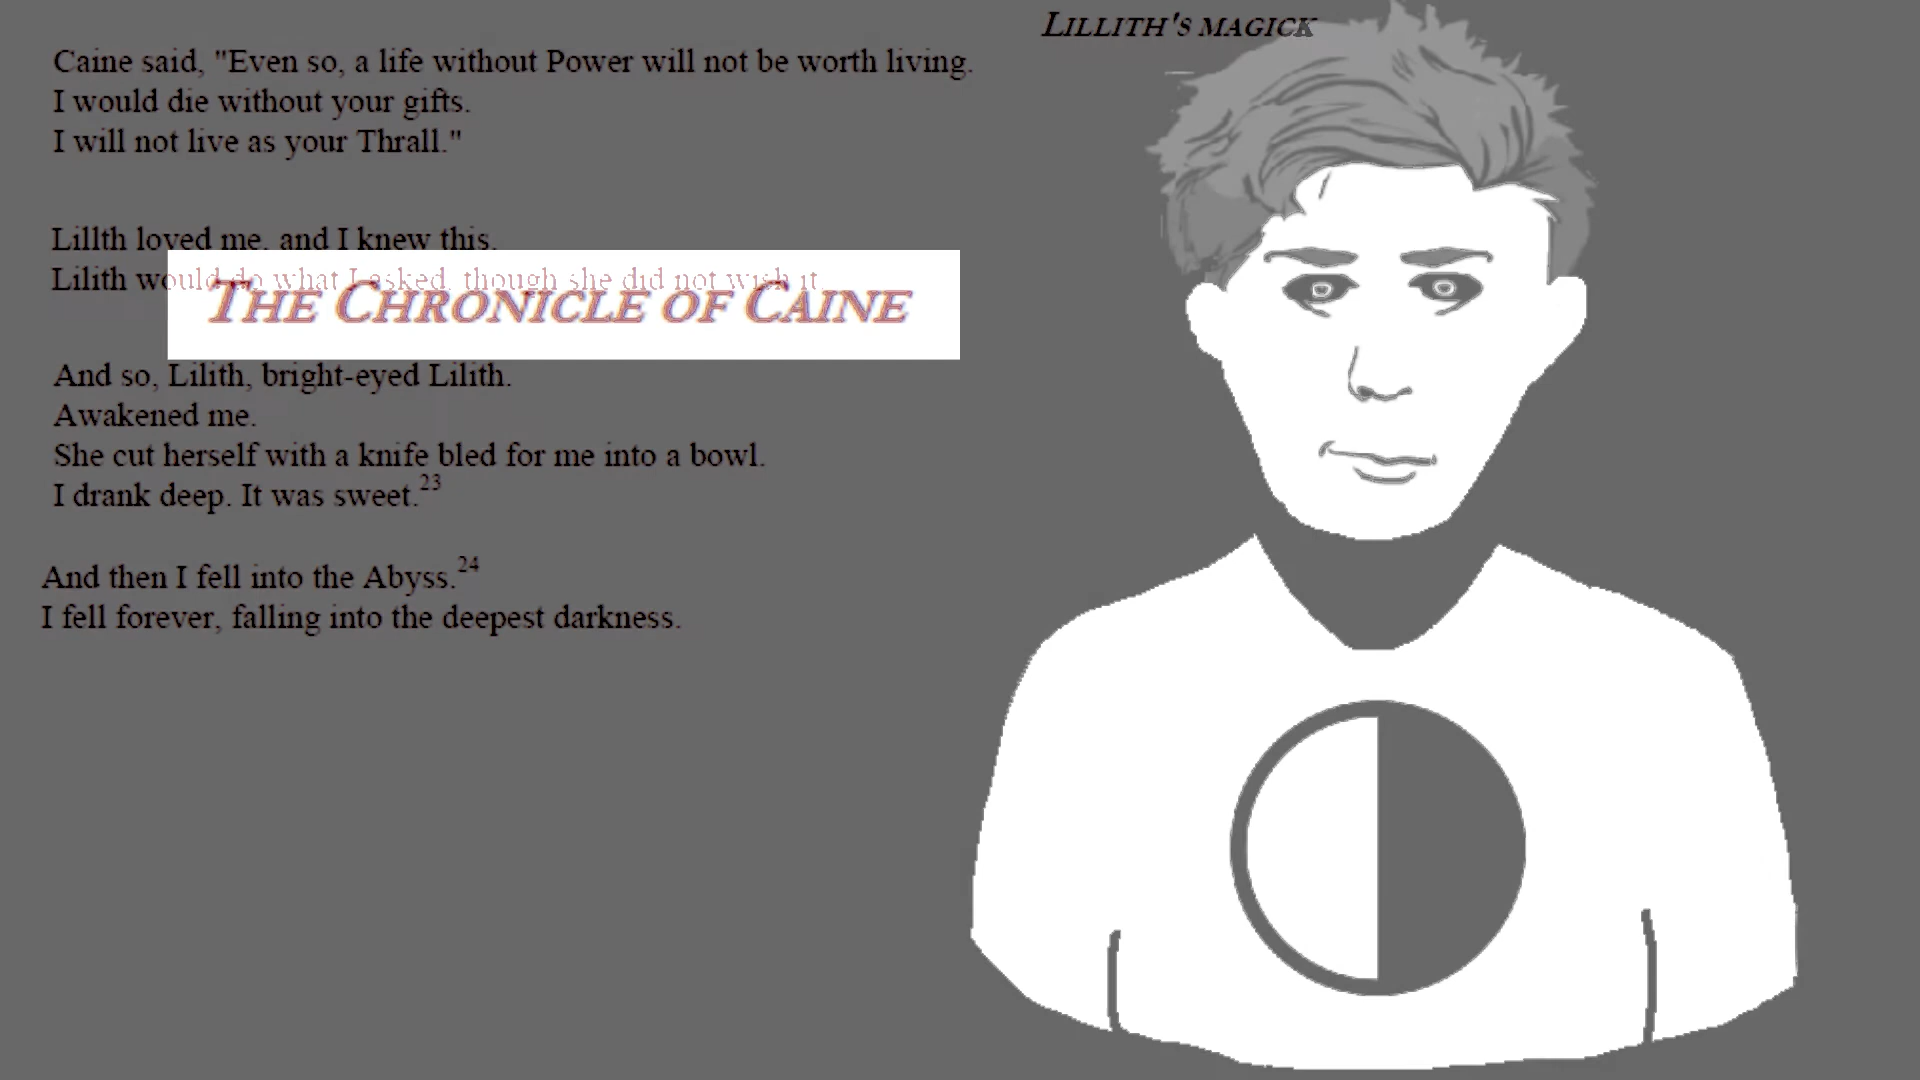 LILLITH'S MAGICK
Caine said, "Even so, a life without Power will not be worth living.
I would die without your gifts.
I will not live as your Thrall."
Lillth loved me, and I knew this.
Lilith would do what I asked, though she did not wish it.
THE CHRONICLE OF CAINE
And so, Lilith, bright-eyed Lilith.
Awakened me.
She cut herself with a knife bled for me into a bowl.
I drank deep. It was sweet.23
And then I fell into the Abyss.24
I fell forever, falling into the deepest darkness.